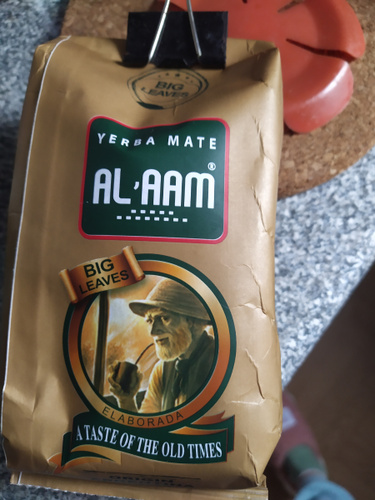 BIG
LEAVES
YERBA MATE
AL'AAM®
BIG
LEAVES
ELABORADA
A TASTE OF THE OLD TIMES